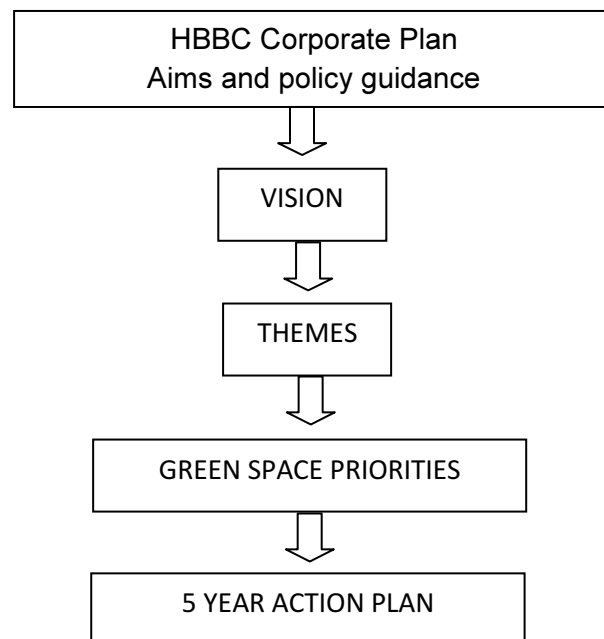 HBBC Corporate Plan
Aims and policy guidance
VISION
THEMES
GREEN SPACE PRIORITIES
5 YEAR ACTION PLAN